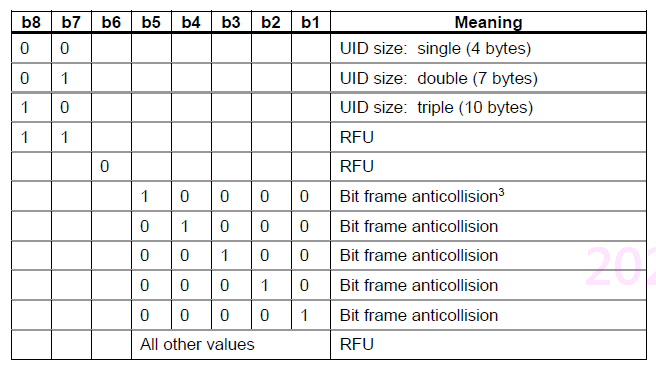 b8 b7 b6 b5 b4 b3 b2 b1 Meaning
0 0 UID size: single (4 bytes)
0 1 UID size: double (7 bytes)
1 0 UID size: triple (10 bytes)
1 1 RFU
0 RFU
1 0 0 0 0 Bit frame anticollision³
0 1 0 0 0 Bit frame anticollision
0 0 1 0 0 Bit frame anticollision
0 0 0 1 0 Bit frame anticollision
0 0 0 0 1 Bit frame anticollision
All other values RFU